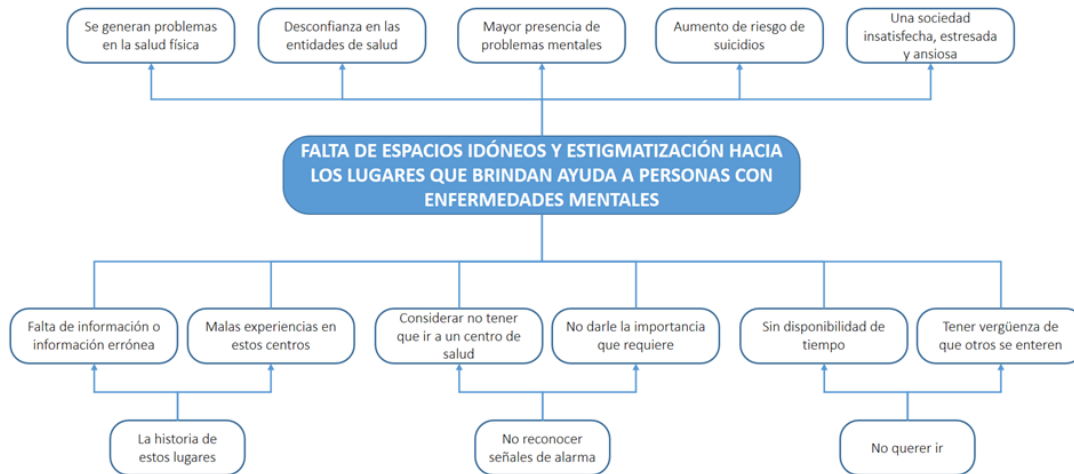 Se generan problemas
en la salud física
Desconfianza en las
entidades de salud
Mayor presencia de
problemas mentales
Aumento de riesgo de
suicidios
Una sociedad
insatisfecha, estresada
y ansiosa
FALTA DE ESPACIOS IDÓNEOS Y ESTIGMATIZACIÓN HACIA
LOS LUGARES QUE BRINDAN AYUDA A PERSONAS CON
ENFERMEDADES MENTALES
Falta de información o
información errónea
Malas experiencias en
estos centros
Considerar no tener
que ir a un centro de
salud
No darle la importancia
que requiere
Sin disponibilidad de
tiempo
Tener vergüenza de
que otros se enteren
La historia de
estos lugares
No reconocer
señales de alarma
No querer ir